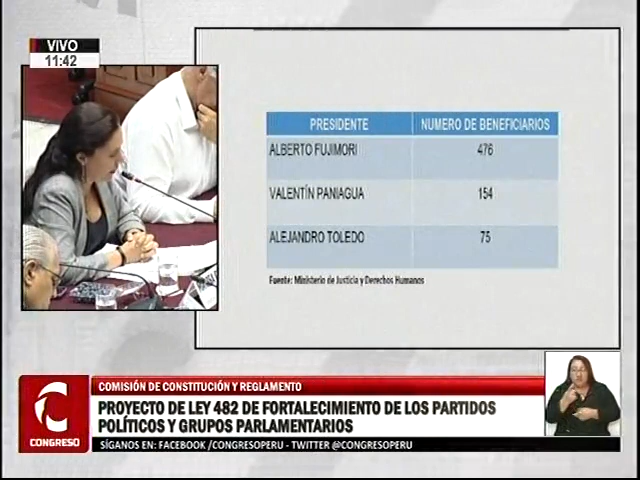 VIVO
11:42
PRESIDENTE NUMERO DE BENEFICIARIOS
ALBERTO FUJIMORI 476
VALENTÍN PANIAGUA 154
ALEJANDRO TOLEDO 75
Fuente: Ministerio de Justicia y Derechos Humanos
COMISIÓN DE CONSTITUCIÓN Y REGLAMENTO
PROYECTO DE LEY 482 DE FORTALECIMIENTO DE LOS PARTIDOS
POLÍTICOS Y GRUPOS PARLAMENTARIOS
CONGRESO
SÍGANOS EN: FACEBOOK /CONGRESOPERU - TWITTER @CONGRESOPERU